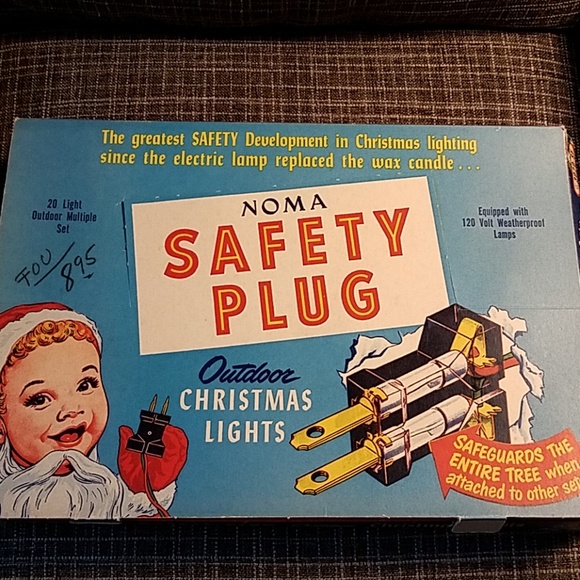 The greatest SAFETY Development in Christmas lighting
since the electric lamp replaced the wax candle...
20 Light
Outdoor Multiple
Set
FOU/
895
NOMA
SAFETY
PLUG
Equipped with
120 Volt Weatherproof
Lamps
Outdoor
CHRISTMAS
LIGHTS
SAFEGUARDS THE
ENTIRE TREE when
attached to other set